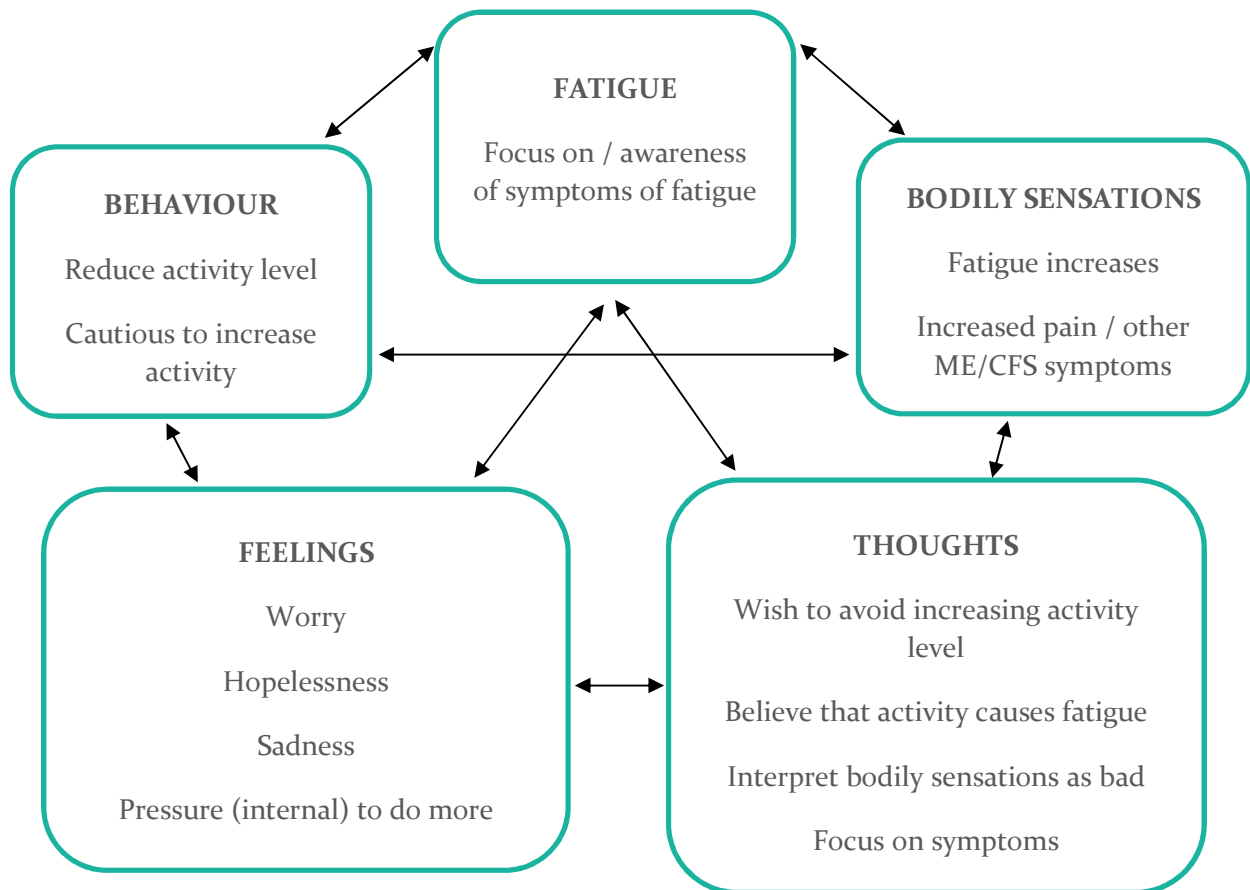 FATIGUE
Focus on / awareness
of symptoms of fatigue
BEHAVIOUR
Reduce activity level
Cautious to increase
activity
BODILY SENSATIONS
Fatigue increases
Increased pain / other
ME/CFS symptoms
FEELINGS
Worry
Hopelessness
Sadness
Pressure (internal) to do more
THOUGHTS
Wish to avoid increasing activity
level
Believe that activity causes fatigue
Interpret bodily sensations as bad
Focus on symptoms